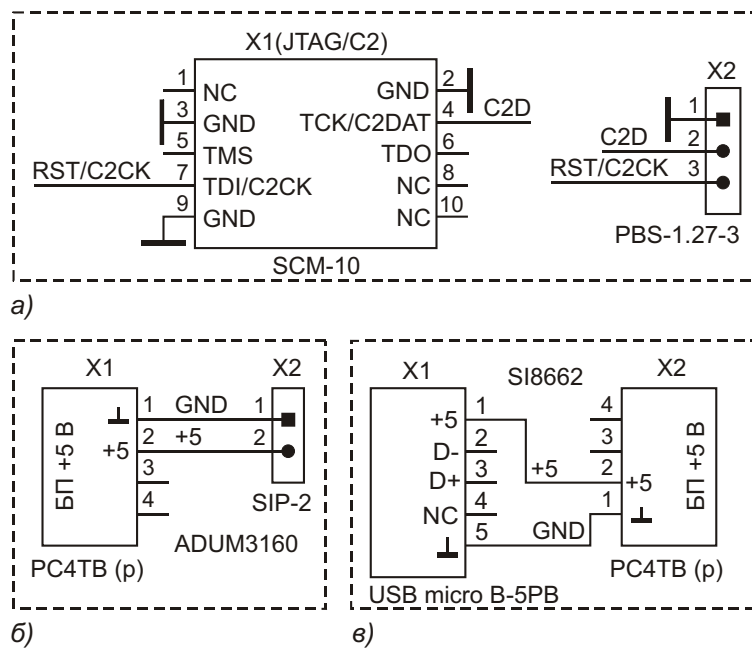 X1(JTAG/C2)
1 NC GND 2
3 GND TCK/C2DAT 4 C2D
5 TMS TDO 6
RST/C2CK 7 TDI/C2CK NC 8
9 GND NC 10
SCM-10
X2
1
C2D 2
RST/C2CK 3
PBS-1.27-3
а)
X1 X2
БП +5 В
1 GND 1
+5 2 +5 2
3
4
SIP-2
ADUM3160
PC4TB (p)
б)
X1 SI8662 X2
+5 1 4
D- 2 3
D+ 3 +5 2 +5
NC 4 1
5 GND
БП +5 В
USB micro B-5PB PC4TB (p)
в)